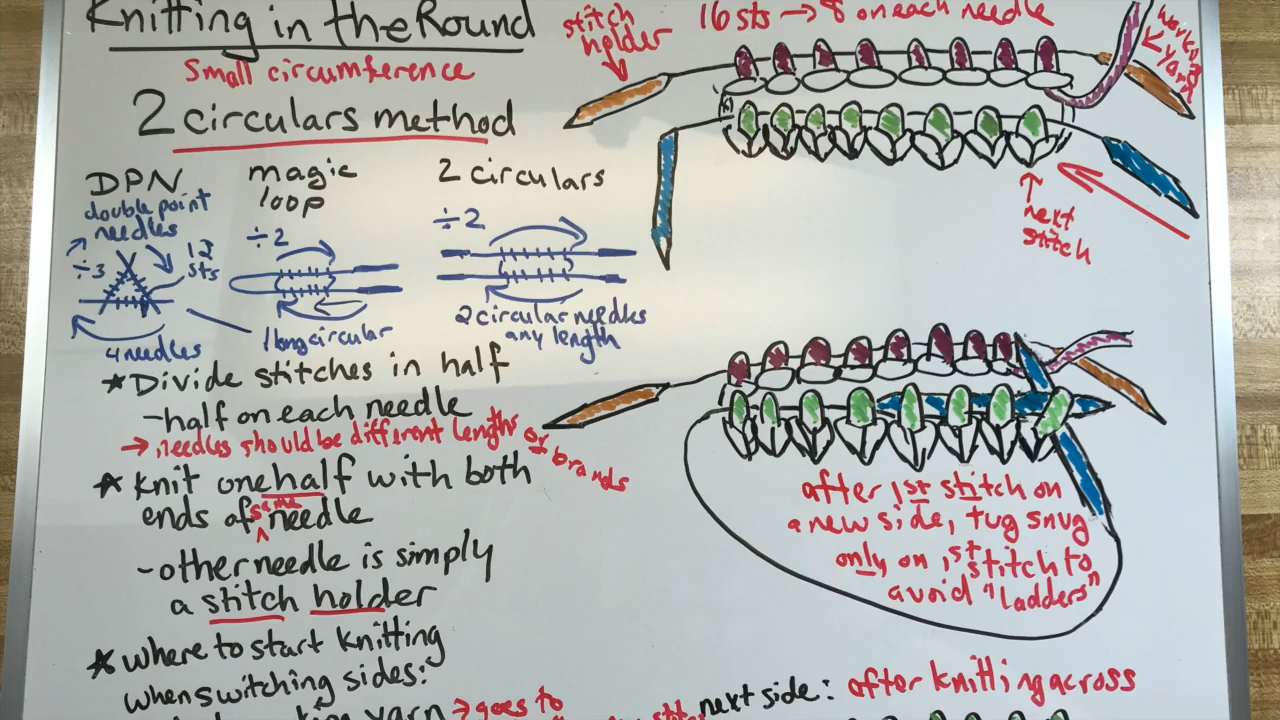 Knitting in the Round
small circumference
2 circulars method
DPN
double point
needles
÷3
12
sts
4 needles
magic
loop
÷2
1 long circular
2 circulars
÷2
2 circular needles
any length
*Divide stitches in half
-half on each needle
→ needles should be different lengths or brands
*knit one half with both
ends of same needle
-other needle is simply
a stitch holder
*where to start knitting
when switching sides:
yarn → goes to
stitch
holder
16 sts → 8 on each needle
working
yarn
next
stitch
after 1st stitch on
a new side, tug snug
only on 1st stitch to
avoid "ladders"
next side: after knitting across